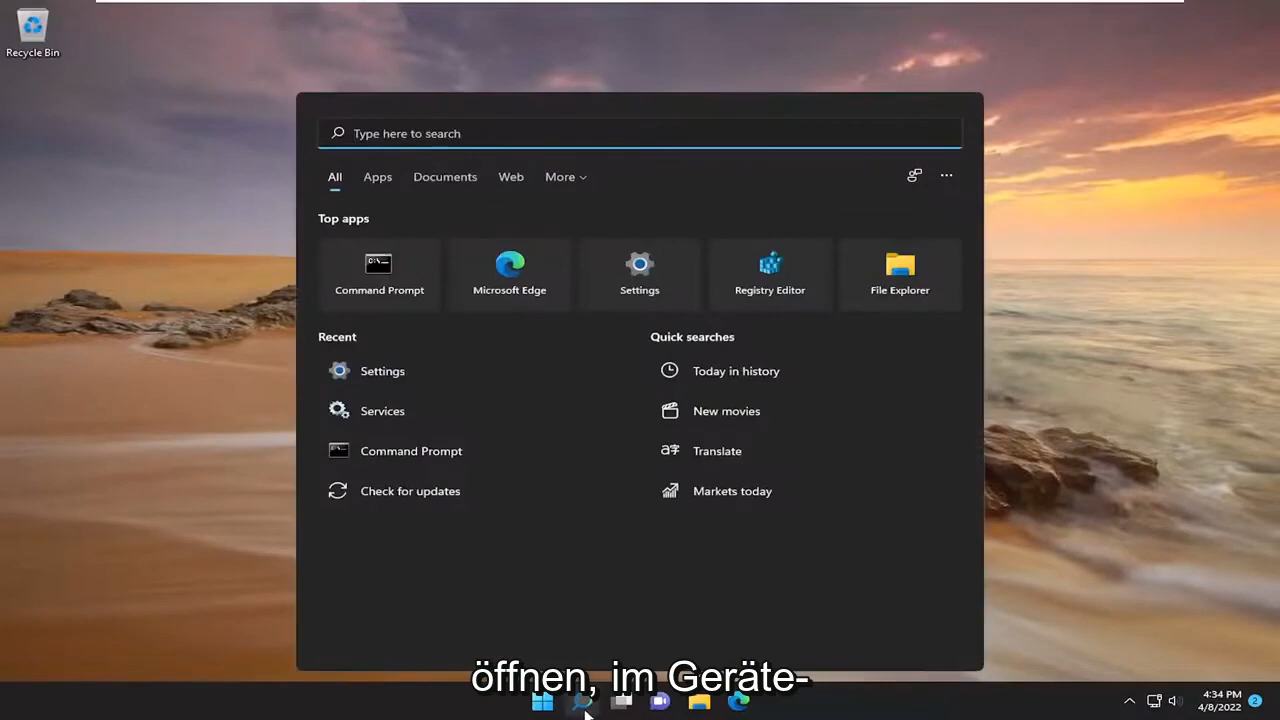 Recycle Bin
Type here to search
All Apps Documents Web More
Top apps
Command Prompt Microsoft Edge Settings Registry Editor File Explorer
Recent Quick searches
Settings Today in history
Services New movies
Command Prompt Translate
Check for updates Markets today
öffnen, im Geräte-
4:34 PM
4/8/2022 2